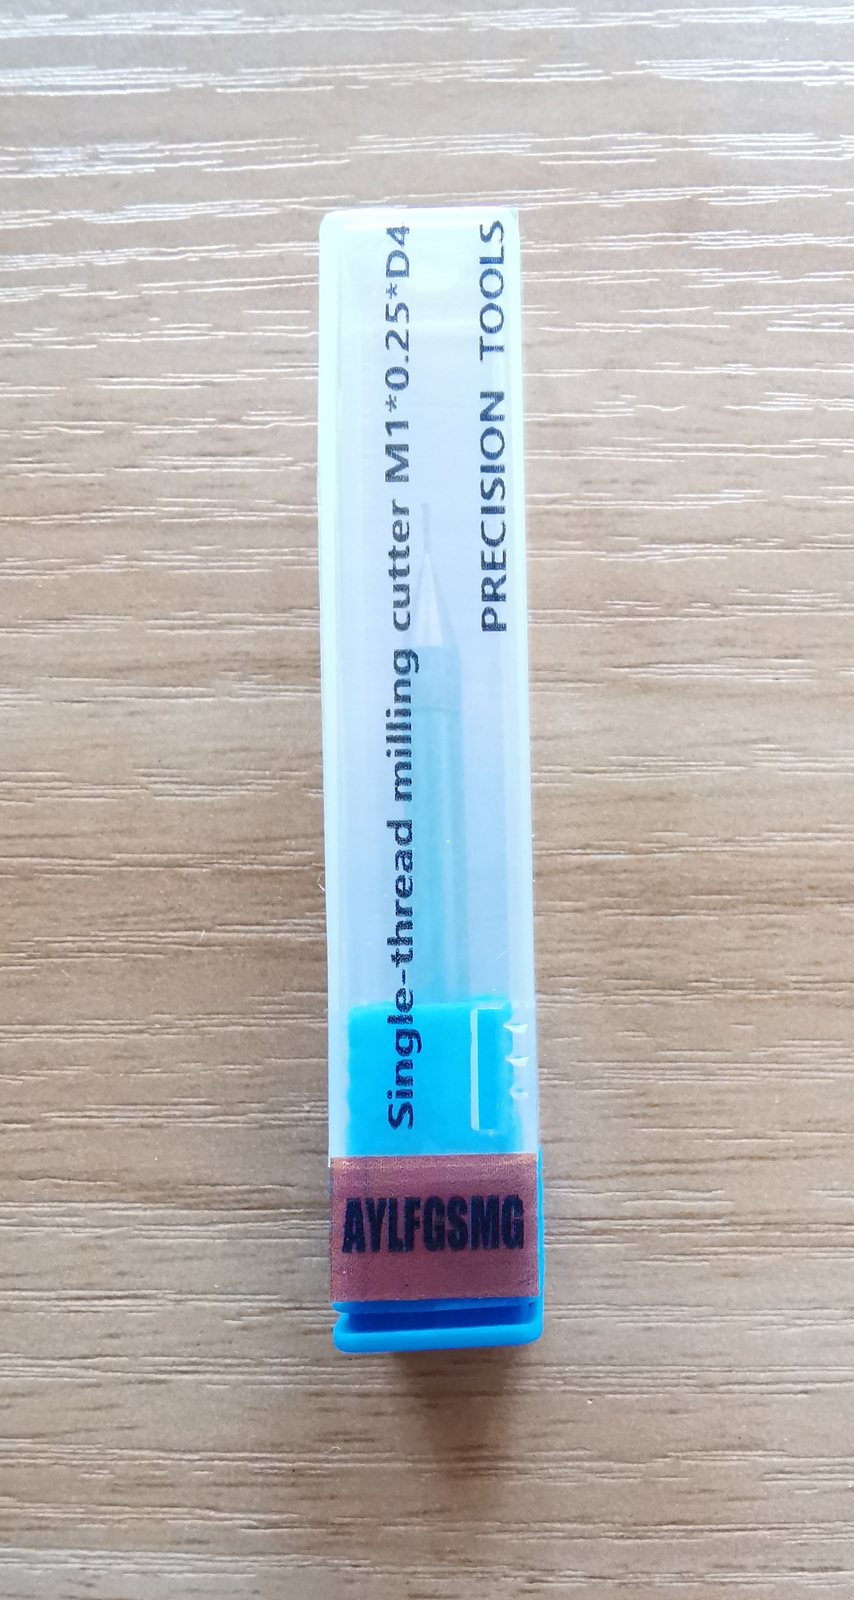 Single-thread milling cutter M1*0.25*D4
PRECISION TOOLS
AYLFGSMG